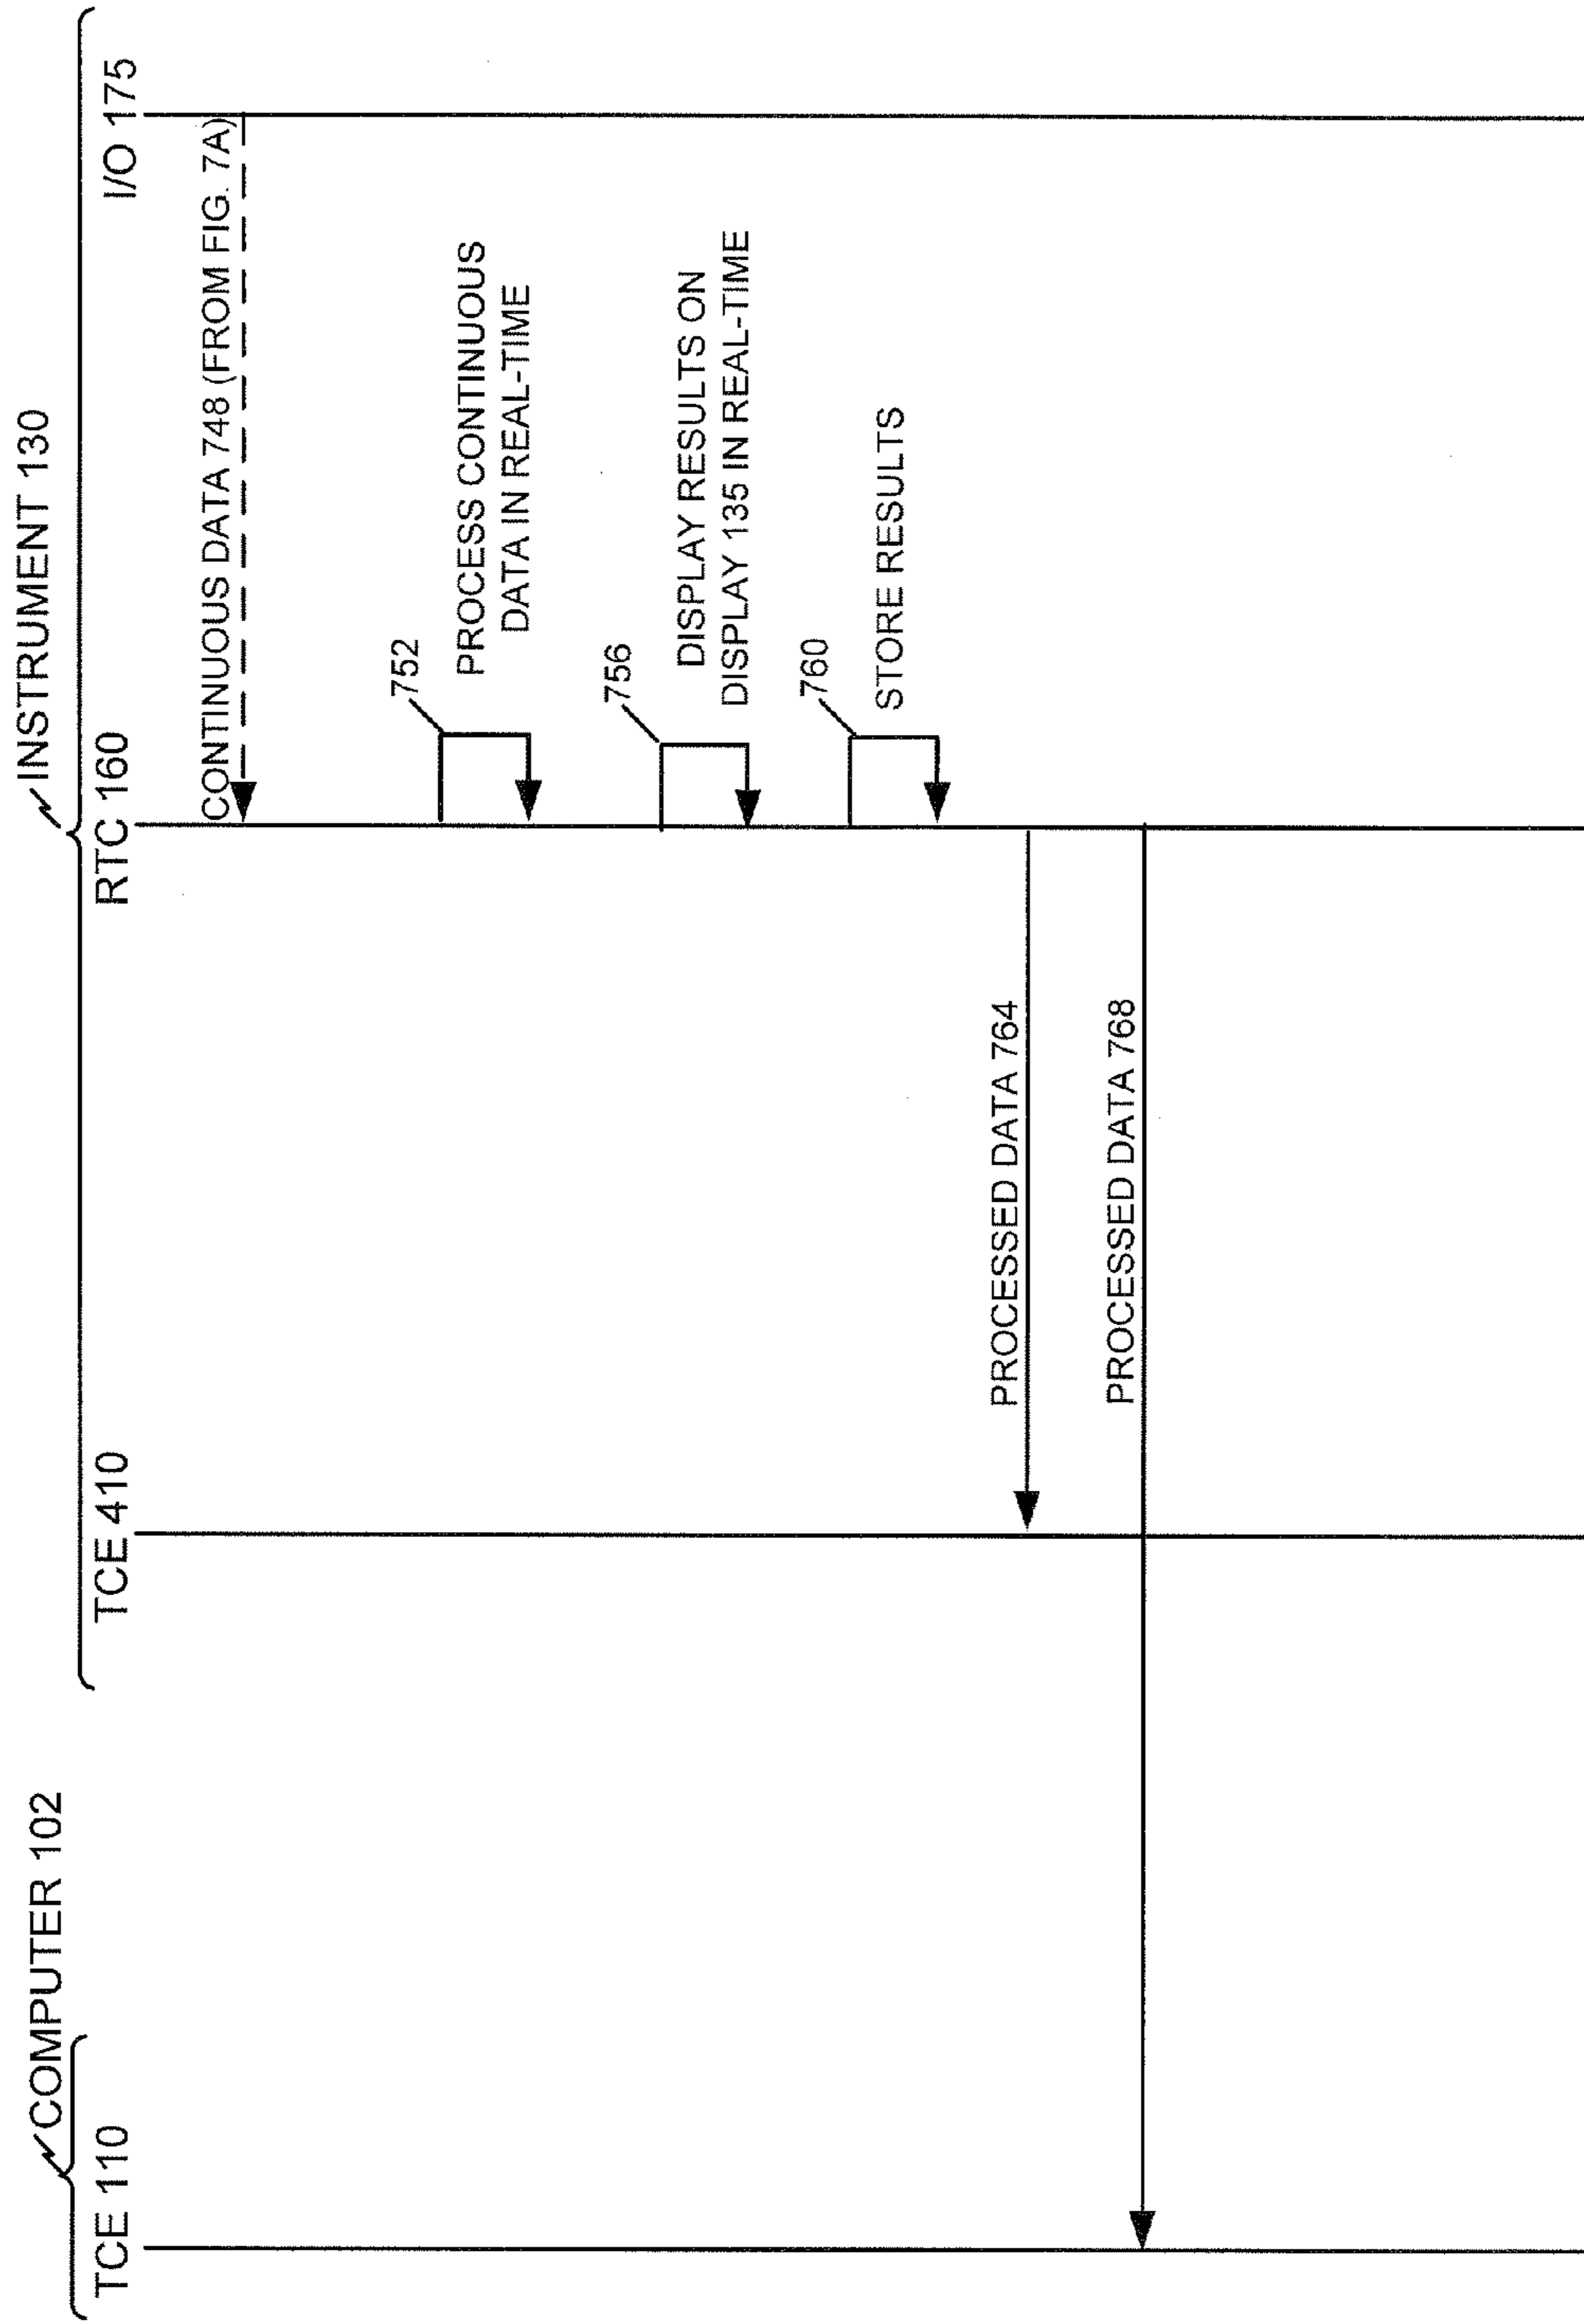 COMPUTER 102
INSTRUMENT 130
TCE 110
TCE 410
RTC 160
I/O 175
CONTINUOUS DATA 748 (FROM FIG. 7A)
752
PROCESS CONTINUOUS
DATA IN REAL-TIME
756
DISPLAY RESULTS ON
DISPLAY 135 IN REAL-TIME
760
STORE RESULTS
PROCESSED DATA 764
PROCESSED DATA 768